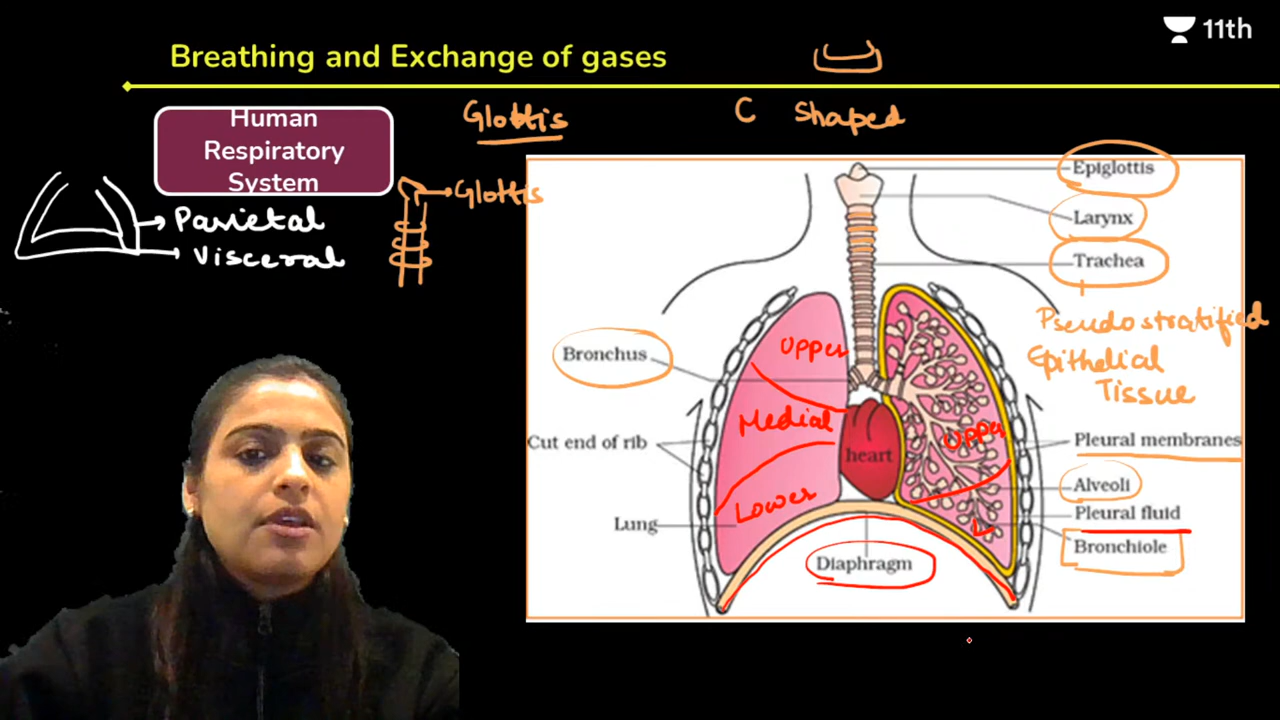 11th
Breathing and Exchange of gases
Human
Respiratory
System
Glottis
C Shaped
Glottis
Parietal
Visceral
Epiglottis
Larynx
Trachea
Pseudostratified
Epithelial
Tissue
Bronchus
Upper
Medial
Lower
Cut end of rib
heart
Upper
L
Pleural membranes
Alveoli
Pleural fluid
Lung
Bronchiole
Diaphragm